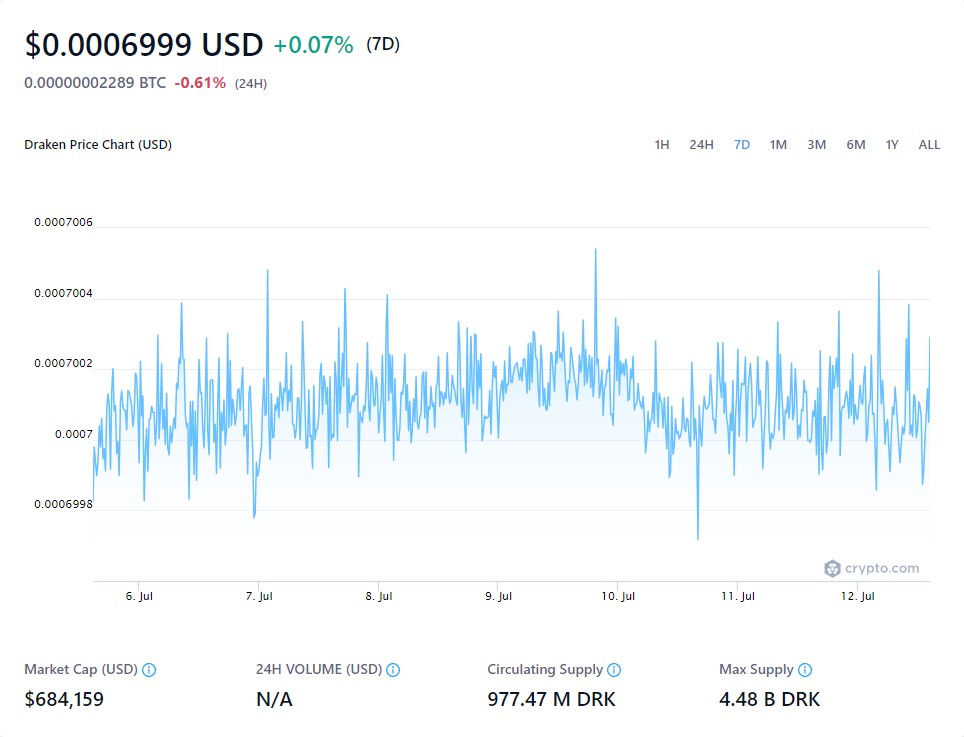 $0.0006999 USD +0.07% (7D)
0.00000002289 BTC -0.61% (24H)
Draken Price Chart (USD)
1H 24H 7D 1M 3M 6M 1Y ALL
0.0007006
0.0007004
0.0007002
0.0007
0.0006998
crypto.com
6. Jul 7. Jul 8. Jul 9. Jul 10. Jul 11. Jul 12. Jul
Market Cap (USD) 24H VOLUME (USD) Circulating Supply Max Supply
$684,159 N/A 977.47 M DRK 4.48 B DRK